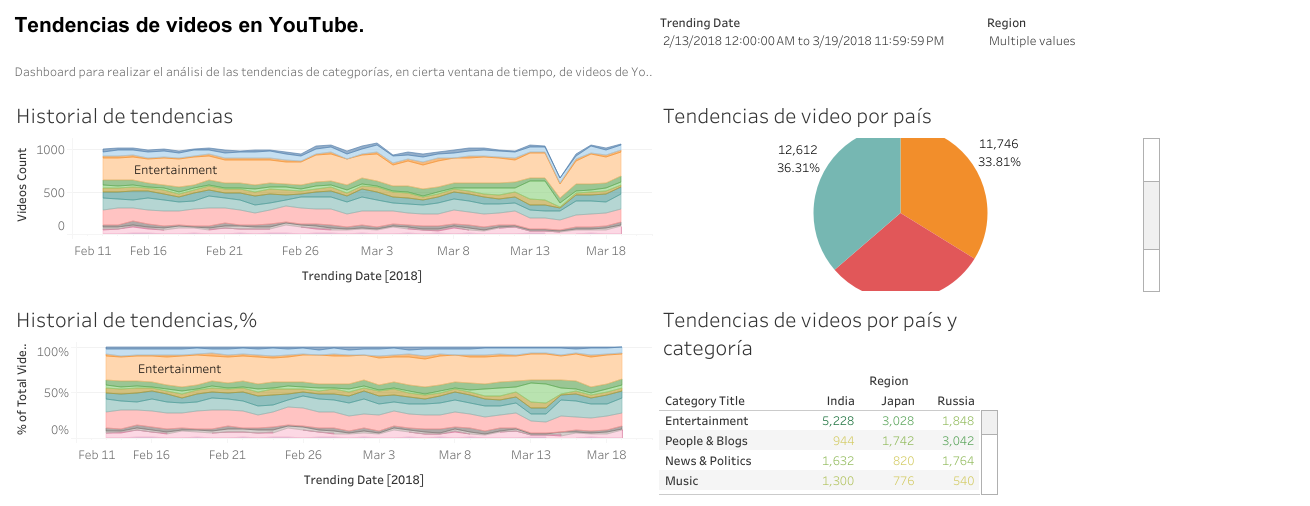 Tendencias de videos en YouTube.
Trending Date
2/13/2018 12:00:00 AM to 3/19/2018 11:59:59 PM
Region
Multiple values
Dashboard para realizar el análisi de las tendencias de categporías, en cierta ventana de tiempo, de videos de Yo..
Historial de tendencias
Videos Count
1000
500
0
Entertainment
Feb 11 Feb 16 Feb 21 Feb 26 Mar 3 Mar 8 Mar 13 Mar 18
Trending Date [2018]
Tendencias de video por país
12,612
36.31%
11,746
33.81%
Historial de tendencias,%
% of Total Vide..
100%
50%
0%
Entertainment
Feb 11 Feb 16 Feb 21 Feb 26 Mar 3 Mar 8 Mar 13 Mar 18
Trending Date [2018]
Tendencias de videos por país y
categoría
Region
Category Title India Japan Russia
Entertainment 5,228 3,028 1,848
People & Blogs 944 1,742 3,042
News & Politics 1,632 820 1,764
Music 1,300 776 540